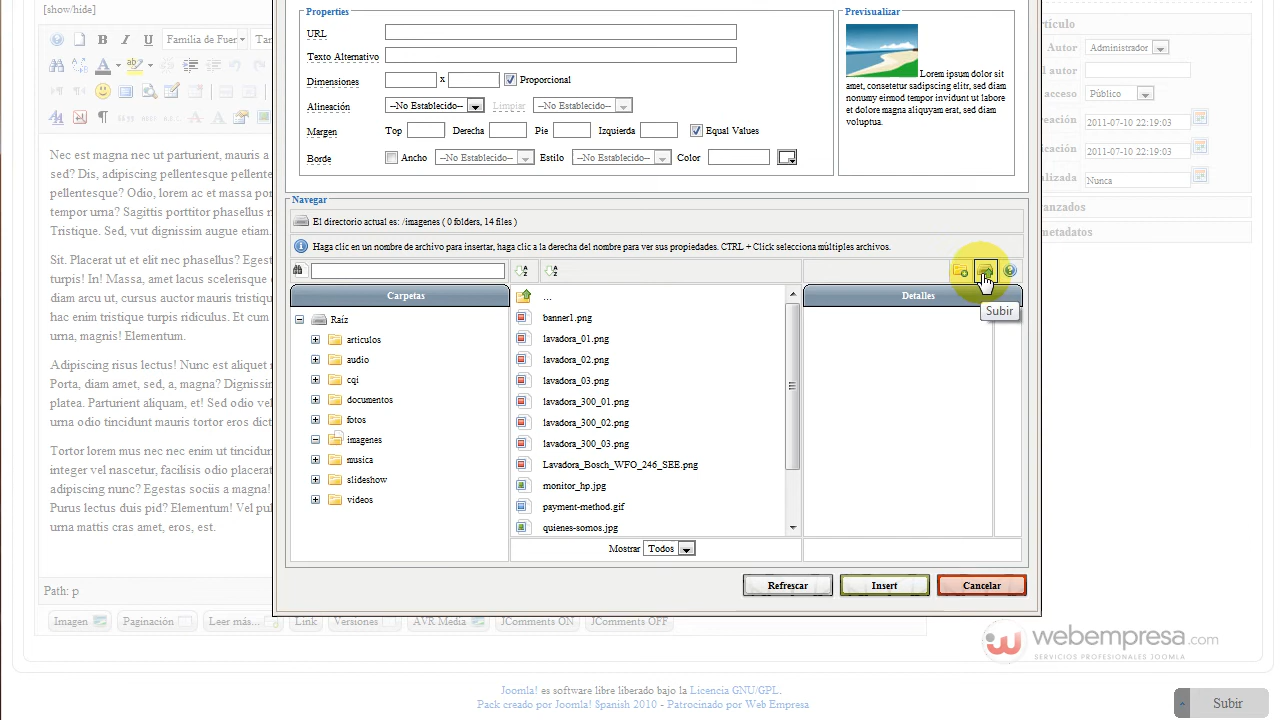 [show/hide]
Familia de Fuen
Tan
Nec est magna nec ut parturient, mauris a
sed? Dis, adipiscing pellentesque pellente
pellentesque? Odio, lorem ac et massa por
tempor urna? Sagittis porttitor phasellus n
Tristique. Sed, vut dignissim augue etiam.
Sit. Placerat ut et elit nec phasellus? Eges
turpis! In! Massa, amet lacus scelerisque
diam arcu ut, cursus auctor mauris tristiqu
hac enim tristique turpis ridiculus. Et cum
urna, magnis! Elementum.
Adipiscing risus lectus! Nunc est aliquet n
Porta, diam amet, sed, a, magna? Digniss
platea. Parturient aliquam, et! Sed odio vel
urna odio tincidunt mauris tortor eros dict
Tortor lorem mus nec nec enim ut tincidun
integer vel nascetur, facilisis odio placerat
adipiscing nunc? Egestas sociis a magna!
Purus lectus duis pid? Elementum! Vel pul
urna mattis cras amet, eros, est.
Path: p
Imagen
Paginación
Leer más...
Link
Versiones
AVR Media
JComments ON
JComments OFF
Properties
URL
Texto Alternativo
Dimensiones
x
Proporcional
Alineación
--No Establecido--
Limpiar
--No Establecido--
Margen
Top
Derecha
Pie
Izquierda
Equal Values
Borde
Ancho
--No Establecido--
Estilo
--No Establecido--
Color
Previsualizar
Lorem ipsum dolor sit
amet, consetetur sadipscing elitr, sed diam
nonumy eirmod tempor invidunt ut labore
et dolore magna aliquyam erat, sed diam
voluptua.
Navegar
El directorio actual es: /imagenes ( 0 folders, 14 files )
Haga clic en un nombre de archivo para insertar, haga clic a la derecha del nombre para ver sus propiedades. CTRL + Click selecciona múltiples archivos.
Carpetas
Raíz
articulos
audio
cqi
documentos
fotos
imagenes
musica
slideshow
videos
...
banner1.png
lavadora_01.png
lavadora_02.png
lavadora_03.png
lavadora_300_01.png
lavadora_300_02.png
lavadora_300_03.png
Lavadora_Bosch_WFO_246_SEE.png
monitor_hp.jpg
payment-method.gif
quienes-somos.jpg
Mostrar
Todos
Detalles
Subir
Refrescar
Insert
Cancelar
rtículo
Autor
Administrador
l autor
acceso
Público
reación
2011-07-10 22:19:03
icación
2011-07-10 22:19:03
alizada
Nunca
anzados
netadatos
webempresa.com
SERVICIOS PROFESIONALES JOOMLA
Joomla! es software libre liberado bajo la Licencia GNU/GPL.
Pack creado por Joomla! Spanish 2010 - Patrocinado por Web Empresa
Subir